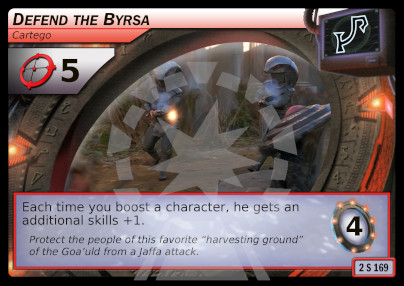 DEFEND THE BYRSA
Cartego
5
Each time you boost a character, he gets an
additional skills +1.
4
Protect the people of this favorite “harvesting ground”
of the Goa’uld from a Jaffa attack.
2 S 169